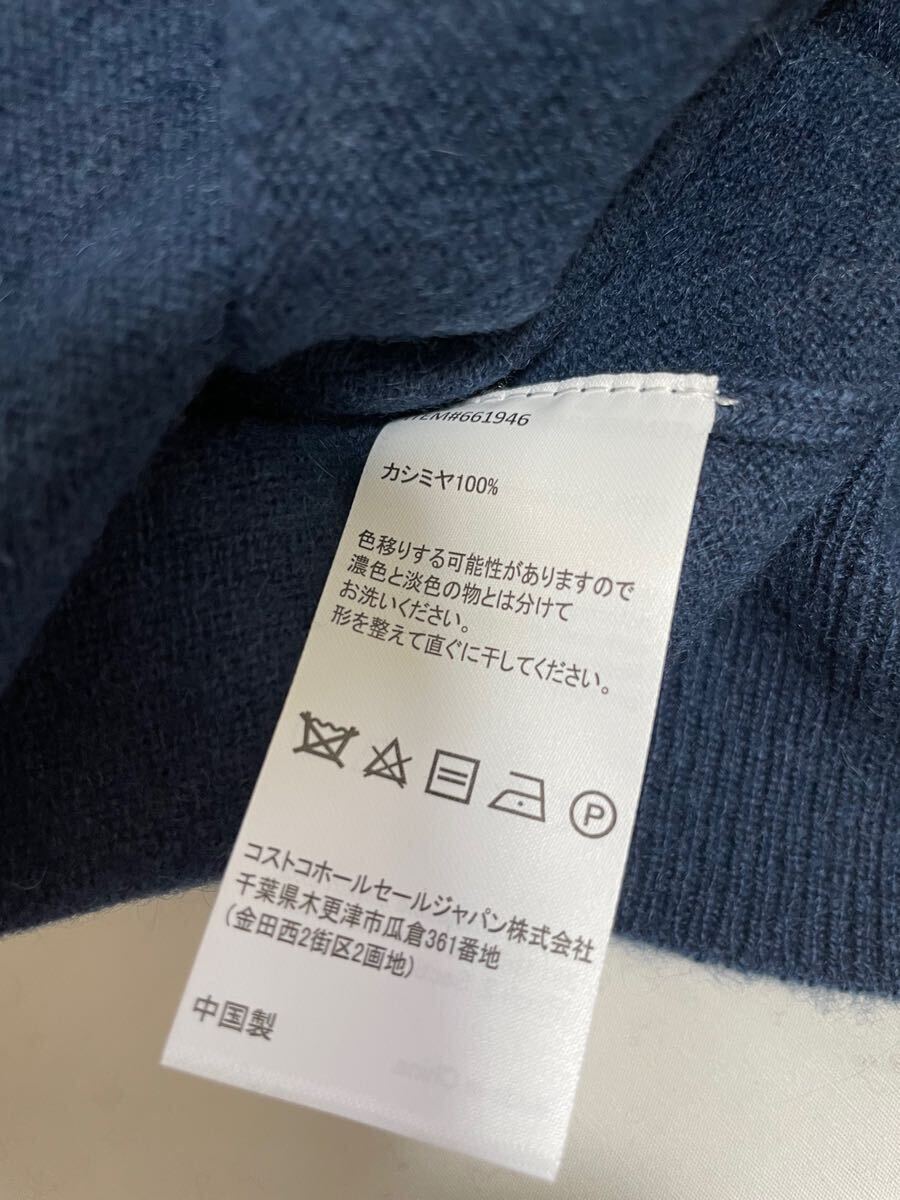 #661946
カシミヤ100%
色移りする可能性がありますので
濃色と淡色の物とは分けて
お洗いください。
形を整えて直ぐに干してください。
P
コストコホールセールジャパン株式会社
千葉県木更津市瓜倉361番地
(金田西2街区2画地)
中国製
China